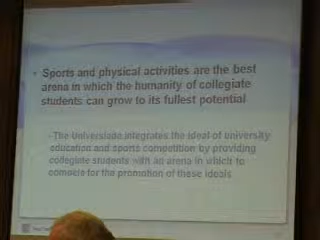 • Sports and physical activities are the best
arena in which the humanity of collegiate
students can grow to its fullest potential
-The Universiade integrates the ideal of university
education and sports competition by providing
collegiate students with an arena in which to
compete for the promotion of these ideals